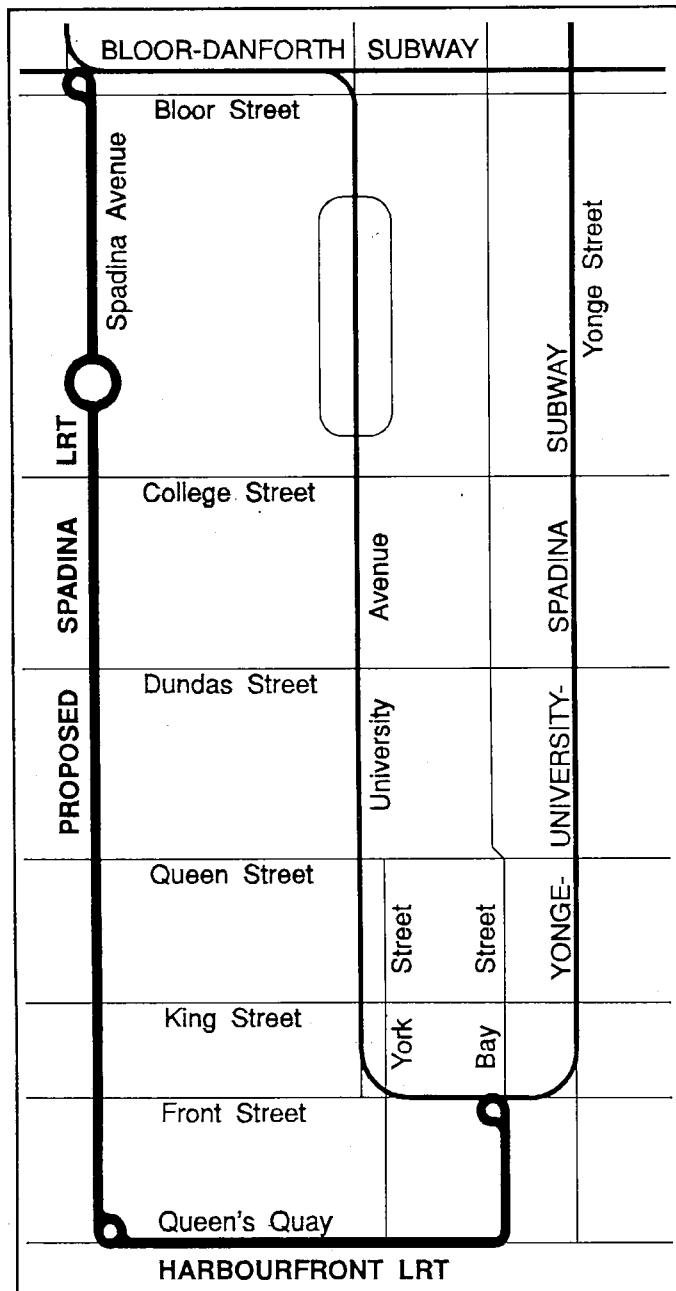 BLOOR-DANFORTH SUBWAY
Bloor Street
Spadina Avenue
Yonge Street
PROPOSED SPADINA LRT
College Street
YONGE-UNIVERSITY-SPADINA SUBWAY
University Avenue
Dundas Street
Queen Street
York Street
Bay Street
King Street
Front Street
Queen's Quay
HARBOURFRONT LRT